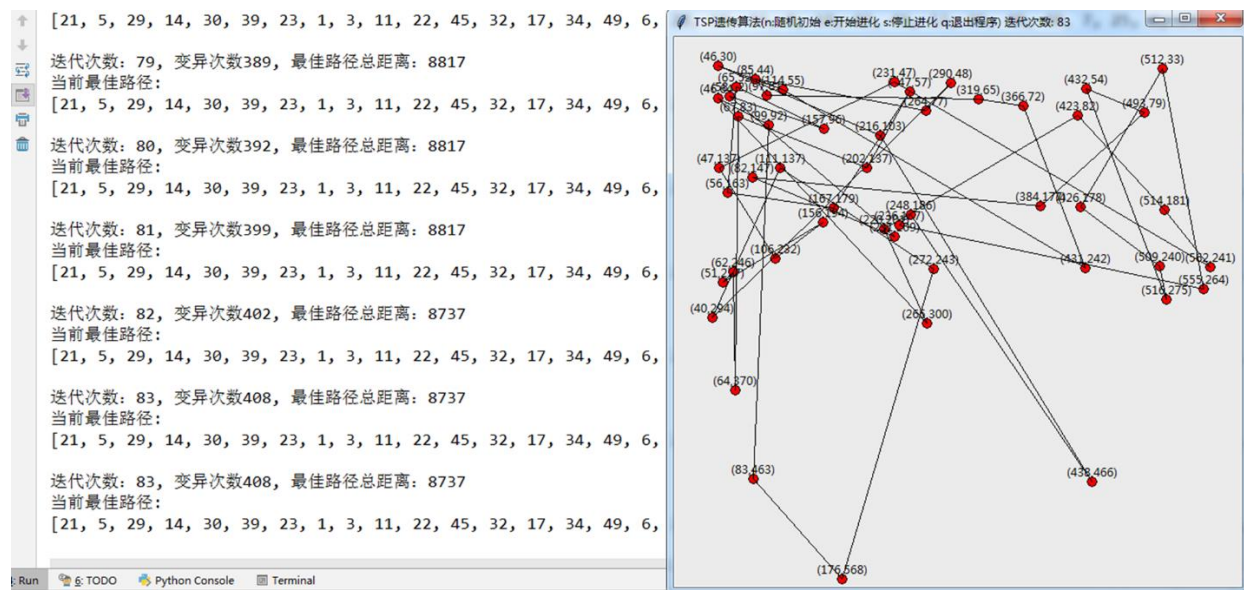 [21, 5, 29, 14, 30, 39, 23, 1, 3, 11, 22, 45, 32, 17, 34, 49, 6,
迭代次数: 79, 变异次数389, 最佳路径总距离: 8817
当前最佳路径:
[21, 5, 29, 14, 30, 39, 23, 1, 3, 11, 22, 45, 32, 17, 34, 49, 6,
迭代次数: 80, 变异次数392, 最佳路径总距离: 8817
当前最佳路径:
[21, 5, 29, 14, 30, 39, 23, 1, 3, 11, 22, 45, 32, 17, 34, 49, 6,
迭代次数: 81, 变异次数399, 最佳路径总距离: 8817
当前最佳路径:
[21, 5, 29, 14, 30, 39, 23, 1, 3, 11, 22, 45, 32, 17, 34, 49, 6,
迭代次数: 82, 变异次数402, 最佳路径总距离: 8737
当前最佳路径:
[21, 5, 29, 14, 30, 39, 23, 1, 3, 11, 22, 45, 32, 17, 34, 49, 6,
迭代次数: 83, 变异次数408, 最佳路径总距离: 8737
当前最佳路径:
[21, 5, 29, 14, 30, 39, 23, 1, 3, 11, 22, 45, 32, 17, 34, 49, 6,
迭代次数: 83, 变异次数408, 最佳路径总距离: 8737
当前最佳路径:
[21, 5, 29, 14, 30, 39, 23, 1, 3, 11, 22, 45, 32, 17, 34, 49, 6,
Run 6: TODO Python Console Terminal
TSP遗传算法(n:随机初始 e:开始进化 s:停止进化 q:退出程序) 迭代次数: 83
(512,33)
(46,30)
(85,44)
(231,47)
(290,48)
(432,54)
(114,55)
(319,65)
(366,72)
(264,77)
(493,79)
(423,82)
(67,83)
(99,92)
(157,96)
(216,103)
(47,137)
(111,137)
(202,137)
(82,147)
(56,163)
(426,178)
(167,179)
(514,181)
(248,186)
(156,194)
(106,232)
(509,240)
(562,241)
(431,242)
(272,243)
(62,246)
(555,264)
(516,275)
(40,294)
(265,300)
(64,370)
(83,463)
(438,466)
(176,568)